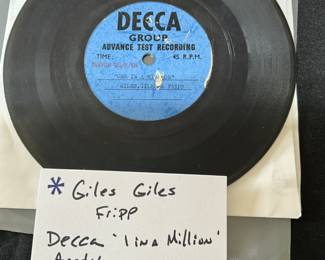 DECCA
GROUP
ADVANCE TEST RECORDING
TIME: 45 R.P.M.
"ONE IN A MILLION"
GILES, GILES & FRIPP
* Giles Giles
Fripp
Decca '1 in a Million'